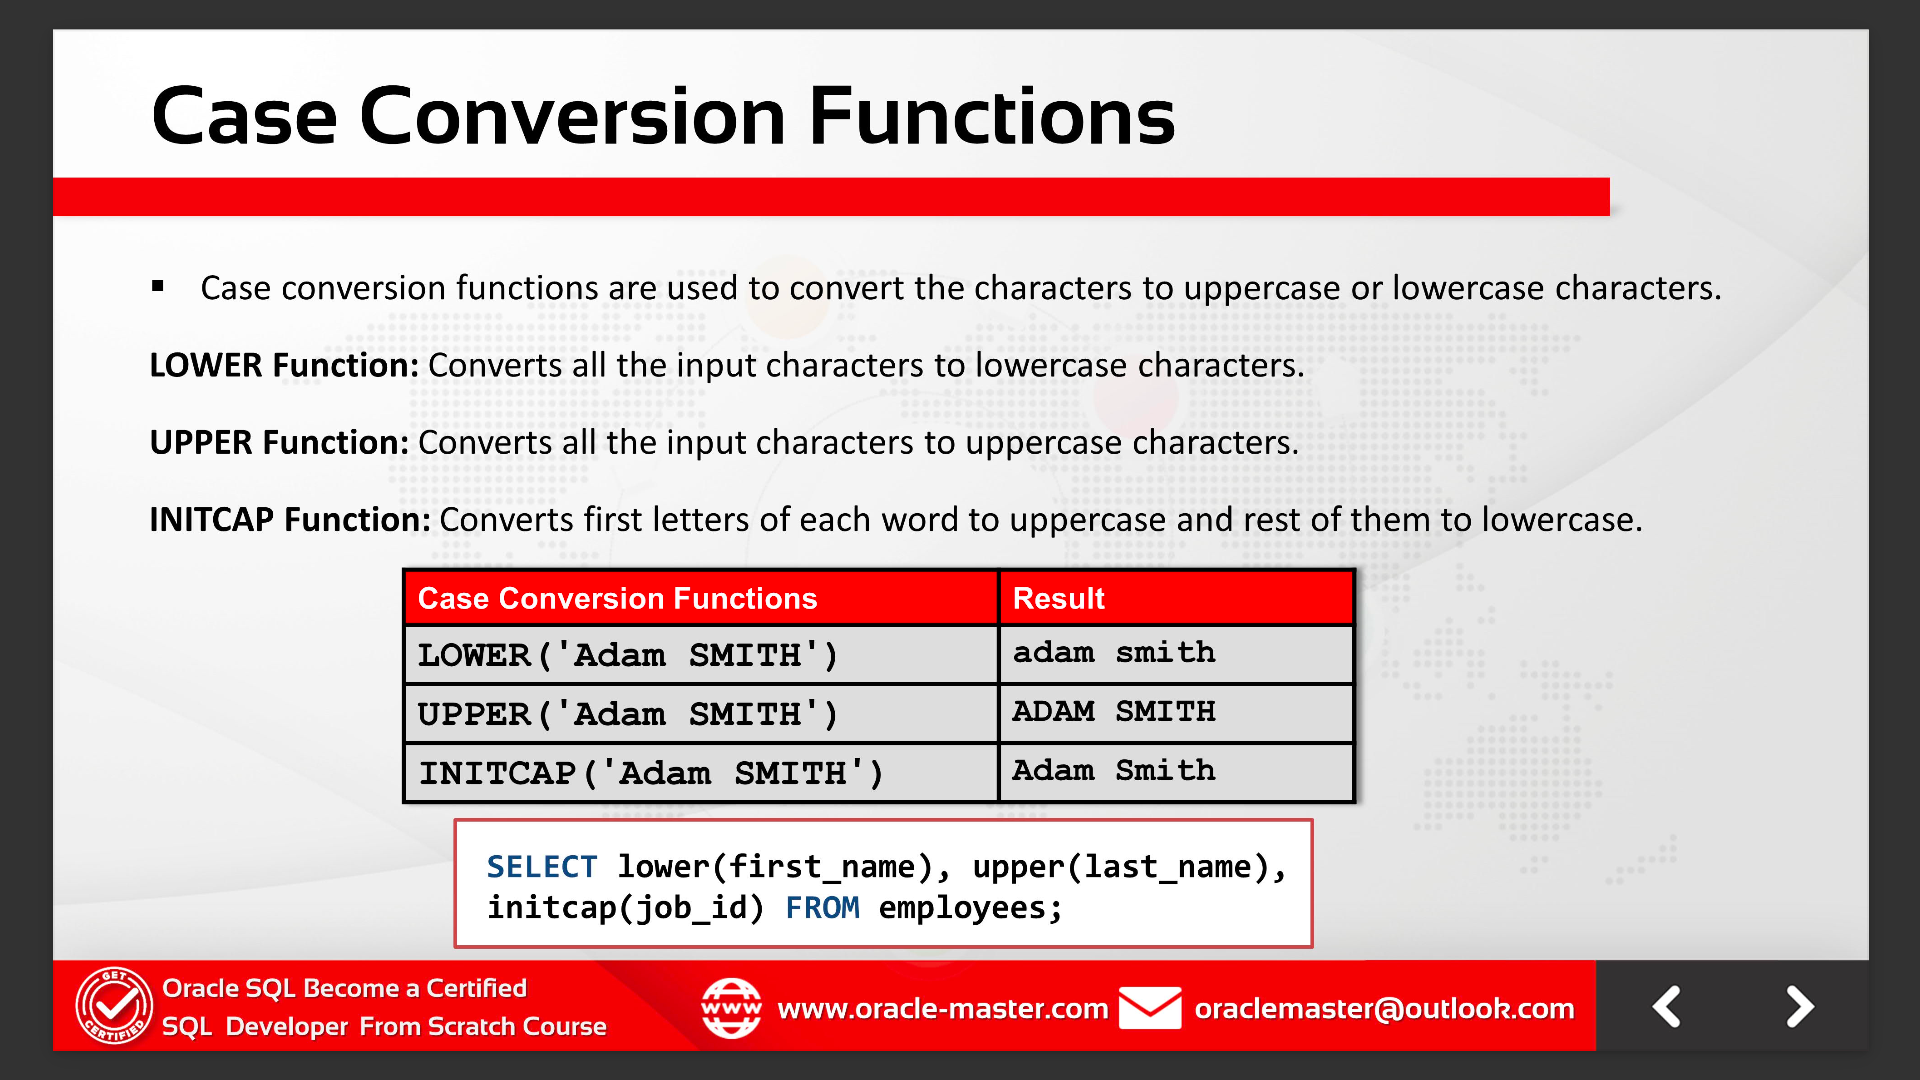 Case Conversion Functions
▪ Case conversion functions are used to convert the characters to uppercase or lowercase characters.
LOWER Function: Converts all the input characters to lowercase characters.
UPPER Function: Converts all the input characters to uppercase characters.
INITCAP Function: Converts first letters of each word to uppercase and rest of them to lowercase.
Case Conversion Functions Result
LOWER('Adam SMITH') adam smith
UPPER('Adam SMITH') ADAM SMITH
INITCAP('Adam SMITH') Adam Smith
SELECT lower(first_name), upper(last_name),
initcap(job_id) FROM employees;
GET CERTIFIED
Oracle SQL Become a Certified
SQL Developer From Scratch Course
www www.oracle-master.com oraclemaster@outlook.com